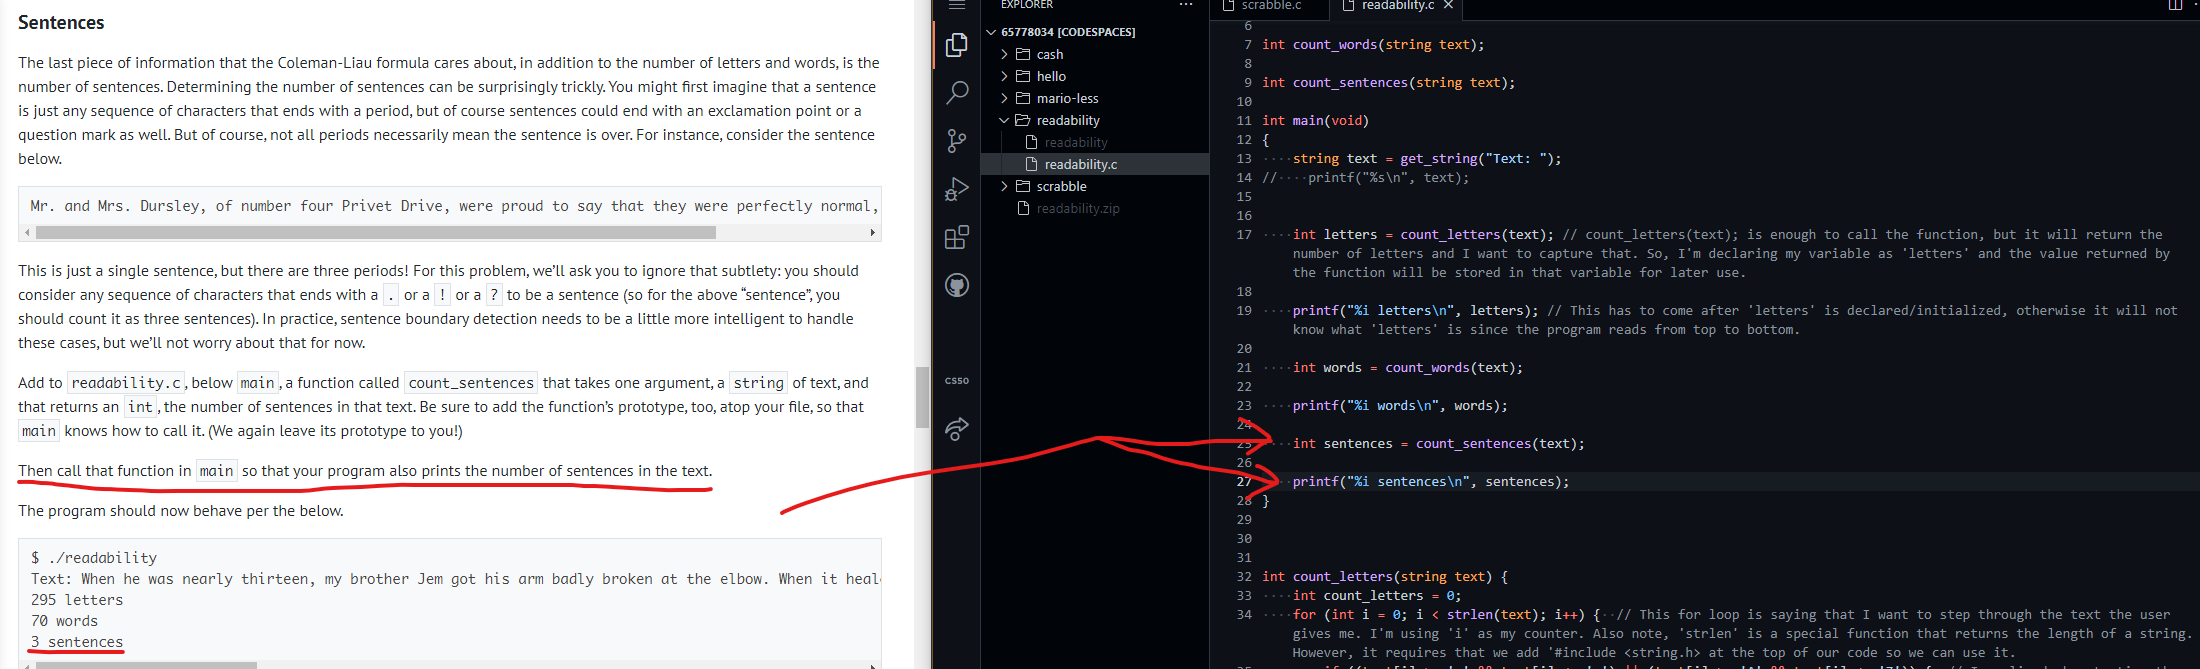 Sentences
The last piece of information that the Coleman-Liau formula cares about, in addition to the number of letters and words, is the
number of sentences. Determining the number of sentences can be surprisingly trickly. You might first imagine that a sentence
is just any sequence of characters that ends with a period, but of course sentences could end with an exclamation point or a
question mark as well. But of course, not all periods necessarily mean the sentence is over. For instance, consider the sentence
below.
Mr. and Mrs. Dursley, of number four Privet Drive, were proud to say that they were perfectly normal,
This is just a single sentence, but there are three periods! For this problem, we'll ask you to ignore that subtlety: you should
consider any sequence of characters that ends with a . or a ! or a ? to be a sentence (so for the above “sentence”, you
should count it as three sentences). In practice, sentence boundary detection needs to be a little more intelligent to handle
these cases, but we'll not worry about that for now.
Add to readability.c, below main, a function called count_sentences that takes one argument, a string of text, and
that returns an int, the number of sentences in that text. Be sure to add the function's prototype, too, atop your file, so that
main knows how to call it. (We again leave its prototype to you!)
Then call that function in main so that your program also prints the number of sentences in the text.
The program should now behave per the below.
$ ./readability
Text: When he was nearly thirteen, my brother Jem got his arm badly broken at the elbow. When it heal
295 letters
70 words
3 sentences
CS50
EXPLORER
65778034 [CODESPACES]
cash
hello
mario-less
readability
readability
readability.c
scrabble
readability.zip
scrabble.c
readability.c
6
7 int count_words(string text);
8
9 int count_sentences(string text);
10
11 int main(void)
12 {
13 ····string text = get_string("Text: ");
14 //····printf("%s\n", text);
15
16
17 ····int letters = count_letters(text); // count_letters(text); is enough to call the function, but it will return the
number of letters and I want to capture that. So, I'm declaring my variable as 'letters' and the value returned by
the function will be stored in that variable for later use.
18
19 ····printf("%i letters\n", letters); // This has to come after 'letters' is declared/initialized, otherwise it will not
know what 'letters' is since the program reads from top to bottom.
20
21 ····int words = count_words(text);
22
23 ····printf("%i words\n", words);
24
25 ····int sentences = count_sentences(text);
26
27 ····printf("%i sentences\n", sentences);
28 }
29
30
31
32 int count_letters(string text) {
33 ····int count_letters = 0;
34 ····for (int i = 0; i < strlen(text); i++) {··// This for loop is saying that I want to step through the text the user
gives me. I'm using 'i' as my counter. Also note, 'strlen' is a special function that returns the length of a string.
However, it requires that we add '#include <string.h> at the top of our code so we can use it.